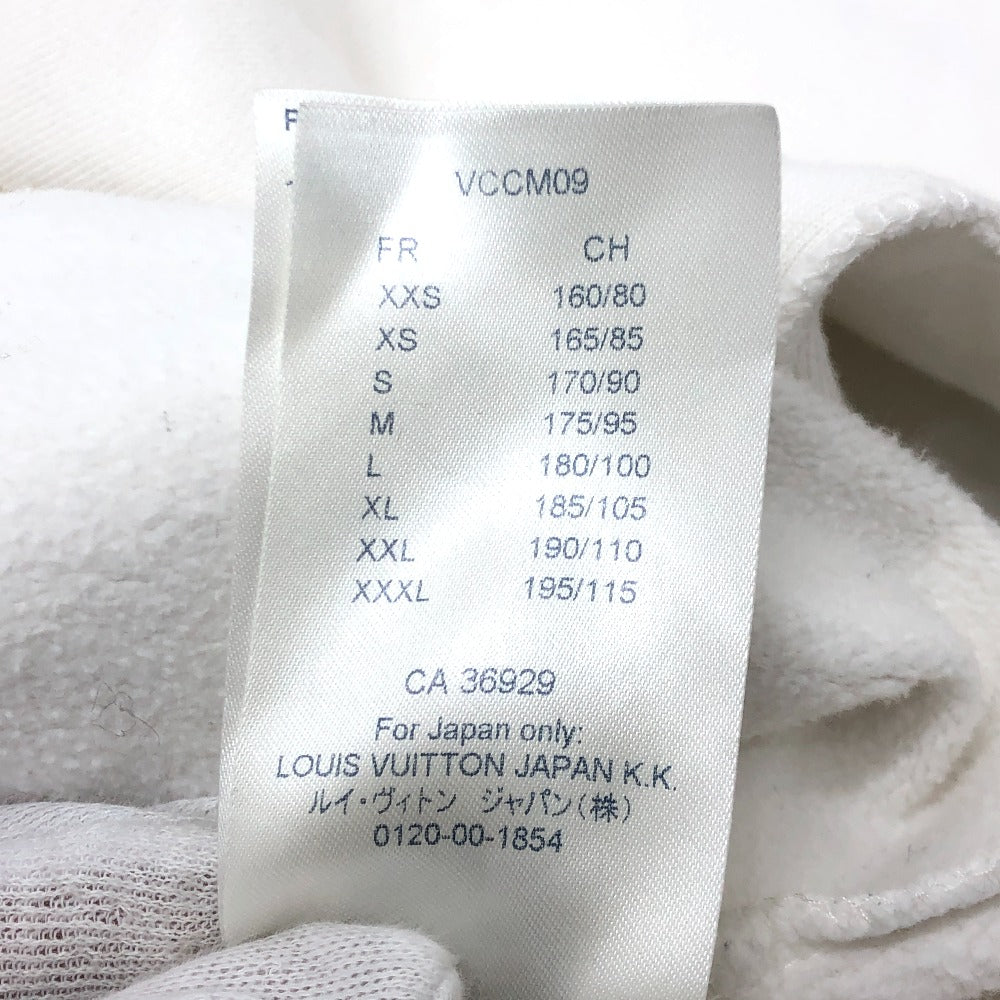 VCCM09
FR CH
XXS 160/80
XS 165/85
S 170/90
M 175/95
L 180/100
XL 185/105
XXL 190/110
XXXL 195/115
CA 36929
For Japan only:
LOUIS VUITTON JAPAN K.K.
ルイ・ヴィトン ジャパン(株)
0120-00-1854